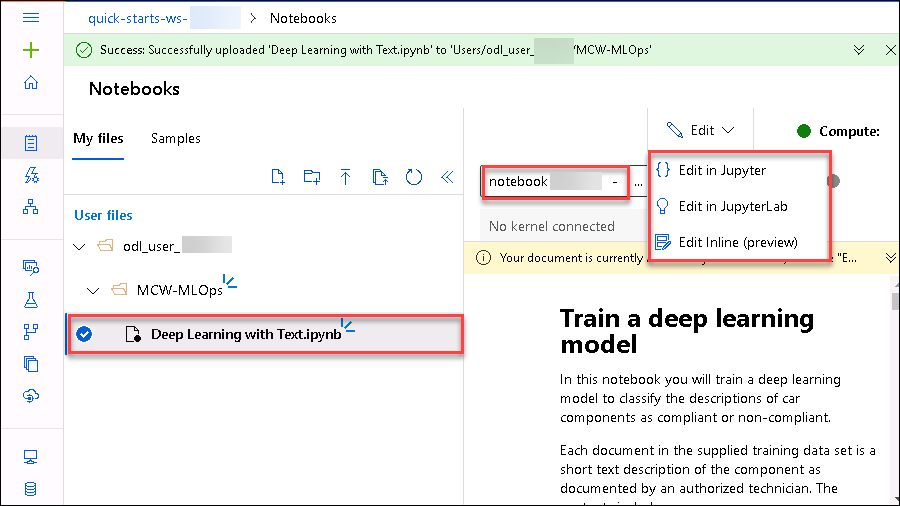 quick-starts-ws- > Notebooks
Success: Successfully uploaded 'Deep Learning with Text.ipynb' to 'Users/odl_user_ /MCW-MLOps'
Notebooks
My files Samples
User files
odl_user_
MCW-MLOps
Deep Learning with Text.ipynb
Edit
Compute:
notebook - ...
Edit in Jupyter
Edit in JupyterLab
Edit Inline (preview)
No kernel connected
Your document is currently "E...
Train a deep learning
model
In this notebook you will train a deep learning
model to classify the descriptions of car
components as compliant or non-compliant.
Each document in the supplied training data set is a
short text description of the component as
documented by an authorized technician. The